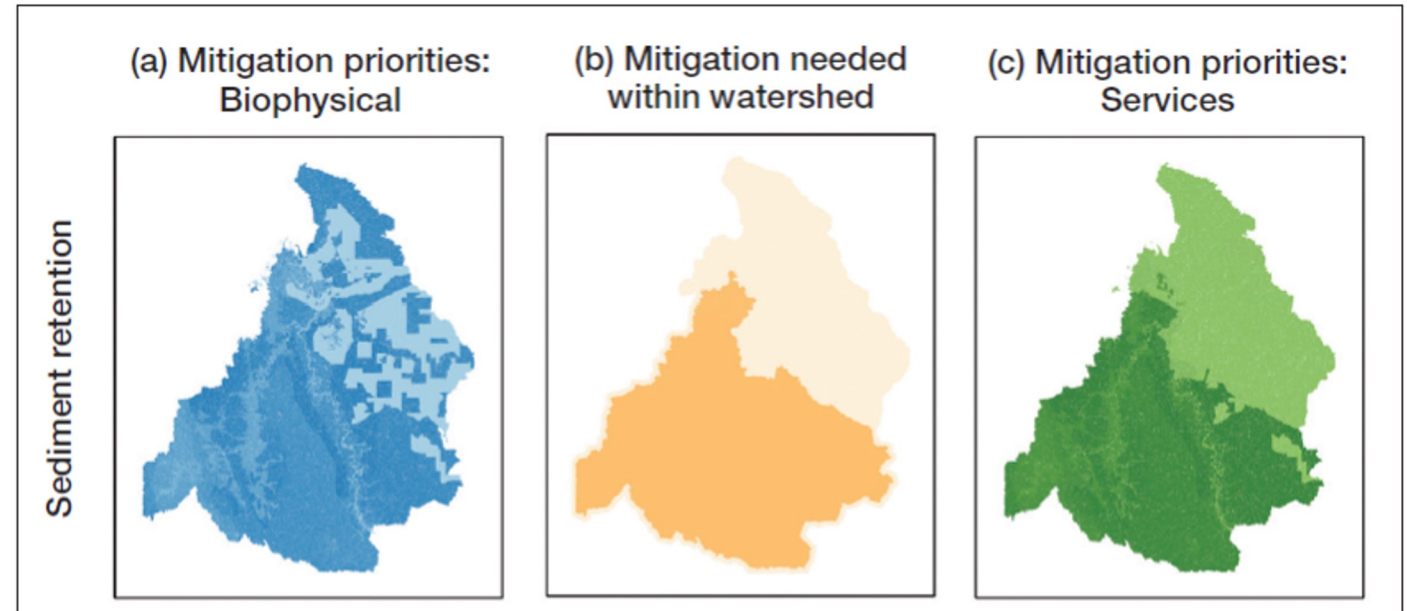 (a) Mitigation priorities:
Biophysical
(b) Mitigation needed
within watershed
(c) Mitigation priorities:
Services
Sediment retention